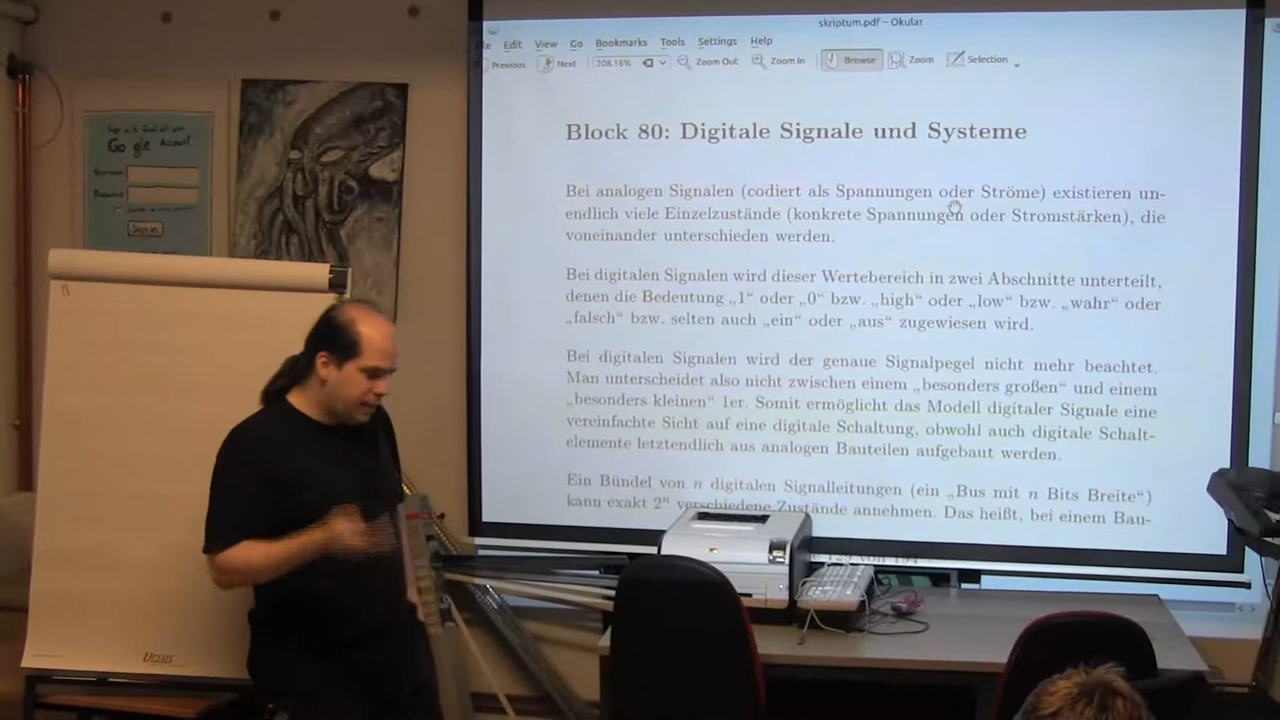 skriptum.pdf – Okular
Edit View Go Bookmarks Tools Settings Help
Previous Next 208.16% Zoom Out Zoom In Browse Zoom Selection
Block 80: Digitale Signale und Systeme
Bei analogen Signalen (codiert als Spannungen oder Ströme) existieren un-
endlich viele Einzelzustände (konkrete Spannungen oder Stromstärken), die
voneinander unterschieden werden.
Bei digitalen Signalen wird dieser Wertebereich in zwei Abschnitte unterteilt,
denen die Bedeutung „1“ oder „0“ bzw. „high“ oder „low“ bzw. „wahr“ oder
„falsch“ bzw. selten auch „ein“ oder „aus“ zugewiesen wird.
Bei digitalen Signalen wird der genaue Signalpegel nicht mehr beachtet.
Man unterscheidet also nicht zwischen einem „besonders großen“ und einem
„besonders kleinen“ 1er. Somit ermöglicht das Modell digitaler Signale eine
vereinfachte Sicht auf eine digitale Schaltung, obwohl auch digitale Schalt-
elemente letztendlich aus analogen Bauteilen aufgebaut werden.
Ein Bündel von n digitalen Signalleitungen (ein „Bus mit n Bits Breite“)
kann exakt 2ⁿ verschiedene Zustände annehmen. Das heißt, bei einem Bau-
Google Account
Sign in
Ursus